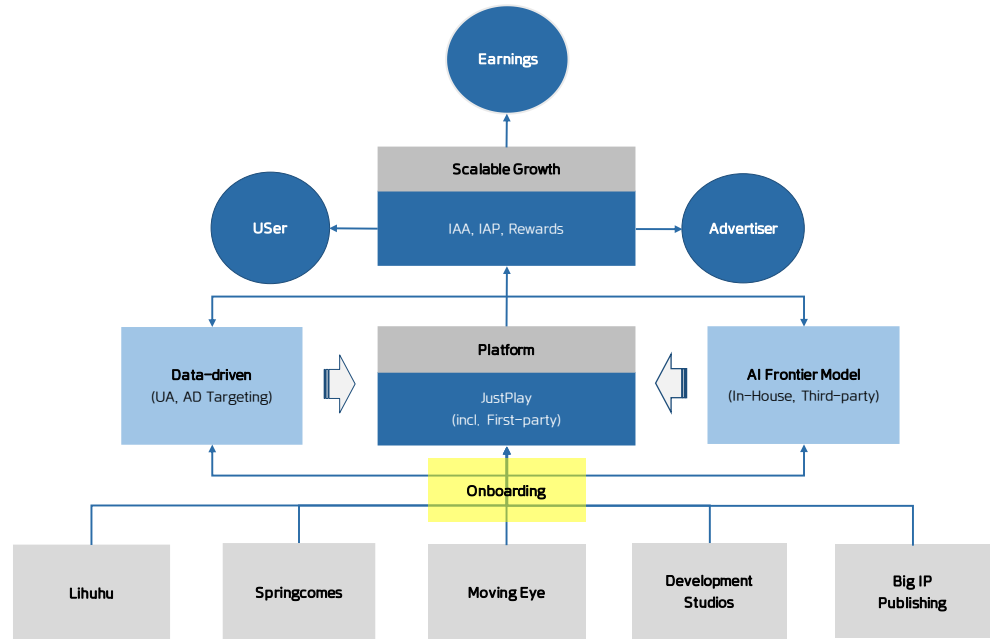 Earnings
Scalable Growth
IAA, IAP, Rewards
USer
Advertiser
Data-driven
(UA, AD Targeting)
Platform
JustPlay
(incl. First-party)
AI Frontier Model
(In-House, Third-party)
Onboarding
Lihuhu
Springcomes
Moving Eye
Development
Studios
Big IP
Publishing